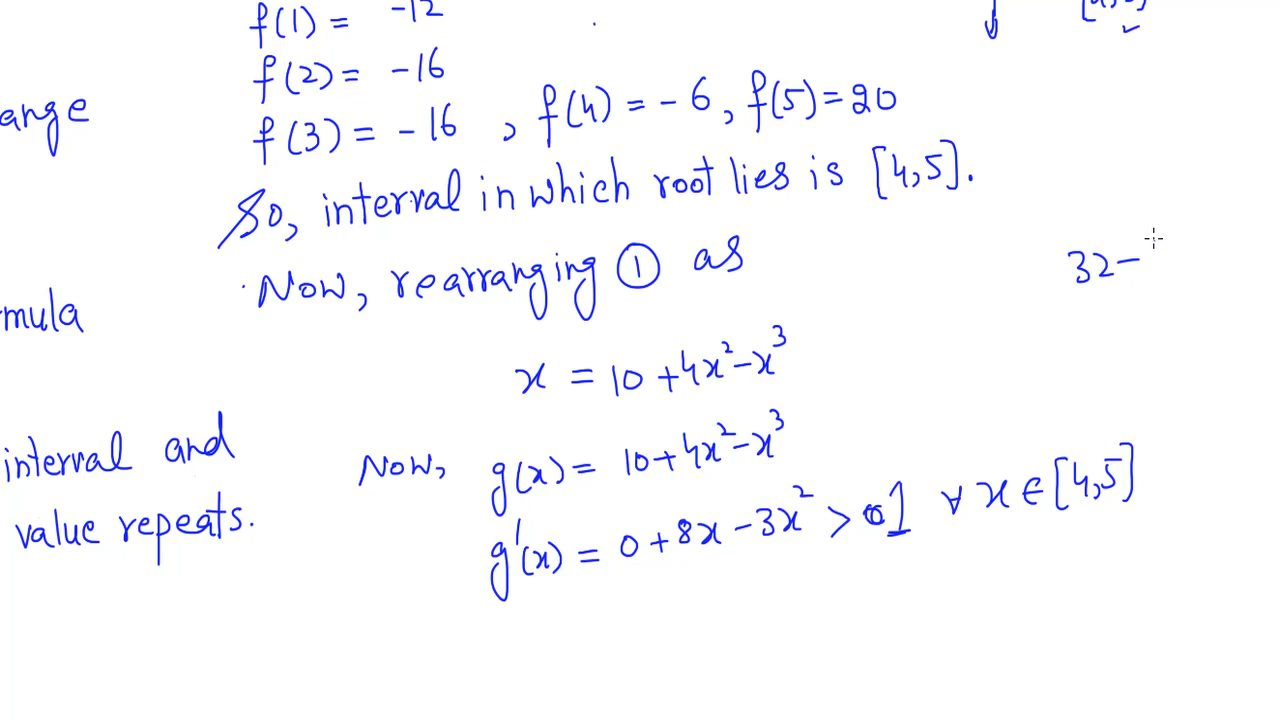 f(1) = -12
f(2) = -16
ange
f(3) = -16 , f(4) = - 6, f(5) = 20
So, interval in which root lies is [4,5].
Now, rearranging ① as
32-
mula
x = 10 + 4x² - x³
interval and
Now, g(x) = 10 + 4x² - x³
value repeats.
g'(x) = 0 + 8x - 3x² > 1 ∀ x ∈ [4,5]